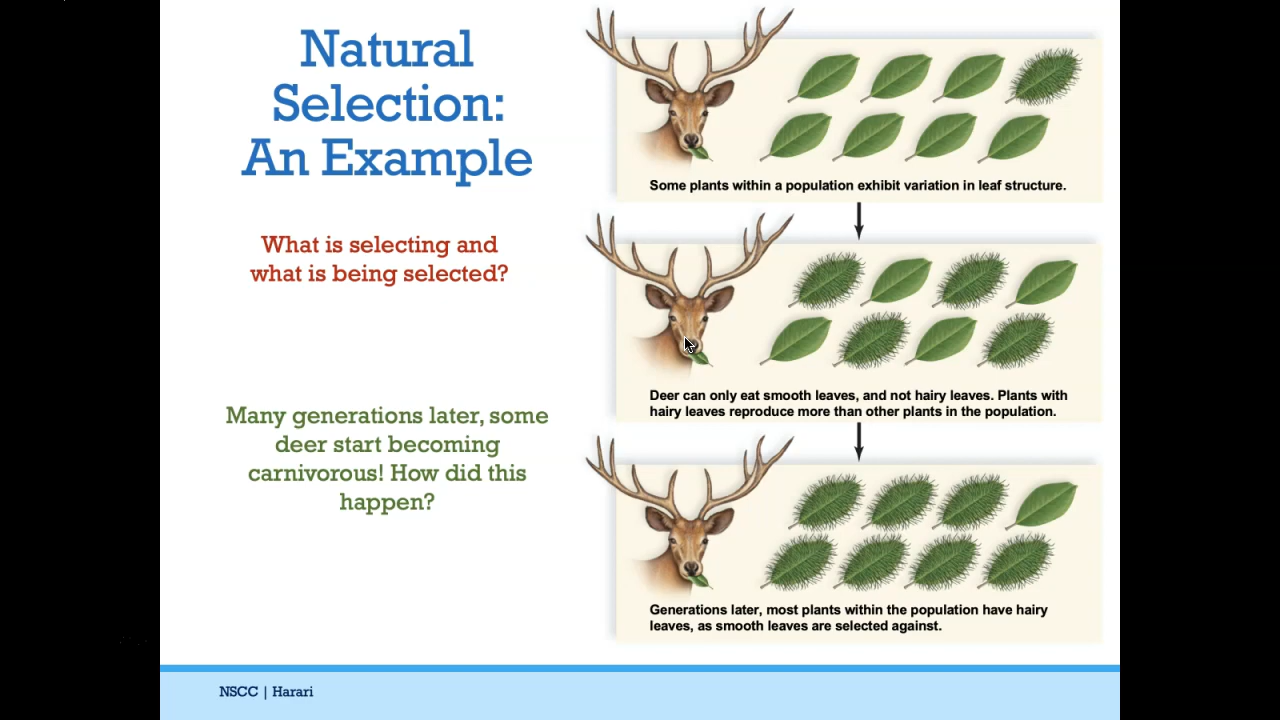 Natural
Selection:
An Example
What is selecting and
what is being selected?
Many generations later, some
deer start becoming
carnivorous! How did this
happen?
Some plants within a population exhibit variation in leaf structure.
Deer can only eat smooth leaves, and not hairy leaves. Plants with
hairy leaves reproduce more than other plants in the population.
Generations later, most plants within the population have hairy
leaves, as smooth leaves are selected against.
NSCC | Harari